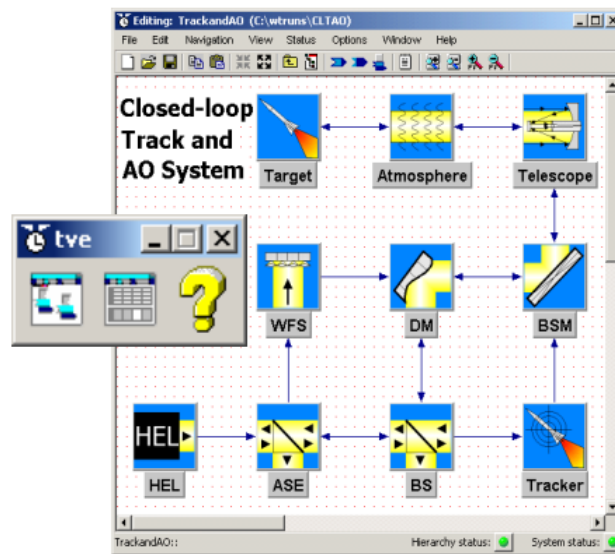 Editing: TrackandAO (C:\wtruns\CLTAO)
File Edit Navigation View Status Options Window Help
Closed-loop
Track and
AO System
Target
Atmosphere
Telescope
tve
WFS
DM
BSM
HEL
HEL
ASE
BS
Tracker
TrackandAO::
Hierarchy status:
System status: